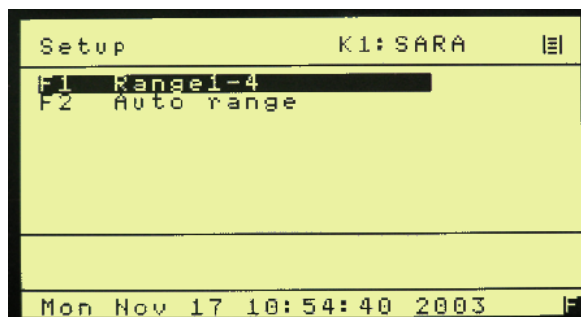 Setup K1:SARA
F1 Range1-4
F2 Auto range
Mon Nov 17 10:54:40 2003 F